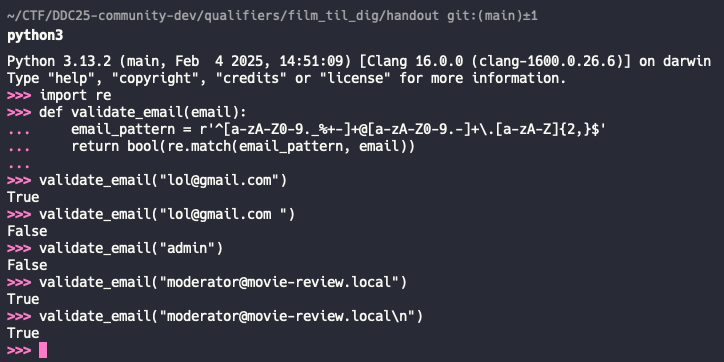 ~/CTF/DDC25-community-dev/qualifiers/film_til_dig/handout git:(main)±1
python3
Python 3.13.2 (main, Feb  4 2025, 14:51:09) [Clang 16.0.0 (clang-1600.0.26.6)] on darwin
Type "help", "copyright", "credits" or "license" for more information.
>>> import re
>>> def validate_email(email):
...     email_pattern = r'^[a-zA-Z0-9._%+-]+@[a-zA-Z0-9.-]+\.[a-zA-Z]{2,}$'
...     return bool(re.match(email_pattern, email))
...
>>> validate_email("lol@gmail.com")
True
>>> validate_email("lol@gmail.com ")
False
>>> validate_email("admin")
False
>>> validate_email("moderator@movie-review.local")
True
>>> validate_email("moderator@movie-review.local\n")
True
>>>